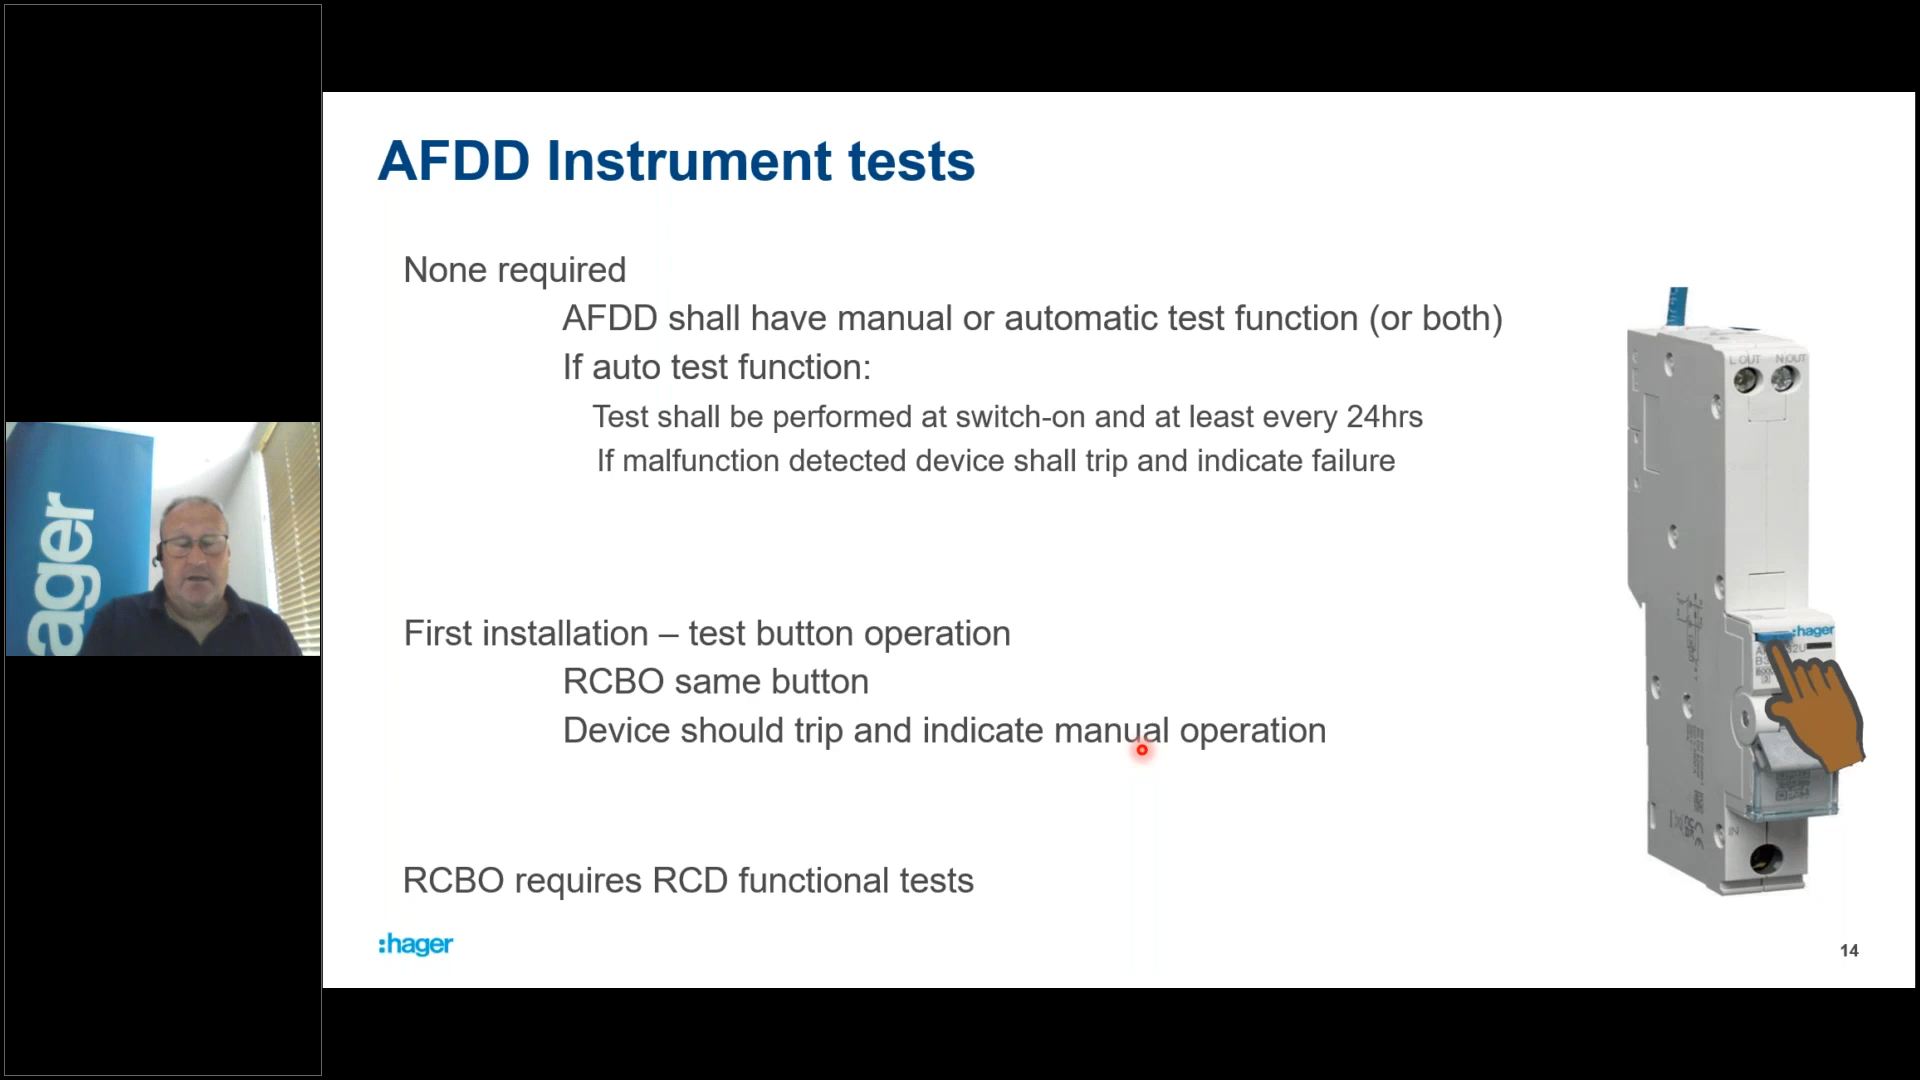 AFDD Instrument tests
None required
AFDD shall have manual or automatic test function (or both)
If auto test function:
Test shall be performed at switch-on and at least every 24hrs
If malfunction detected device shall trip and indicate failure
First installation – test button operation
RCBO same button
Device should trip and indicate manual operation
RCBO requires RCD functional tests
:hager
14
ager
L OUT N OUT
:hager
IN